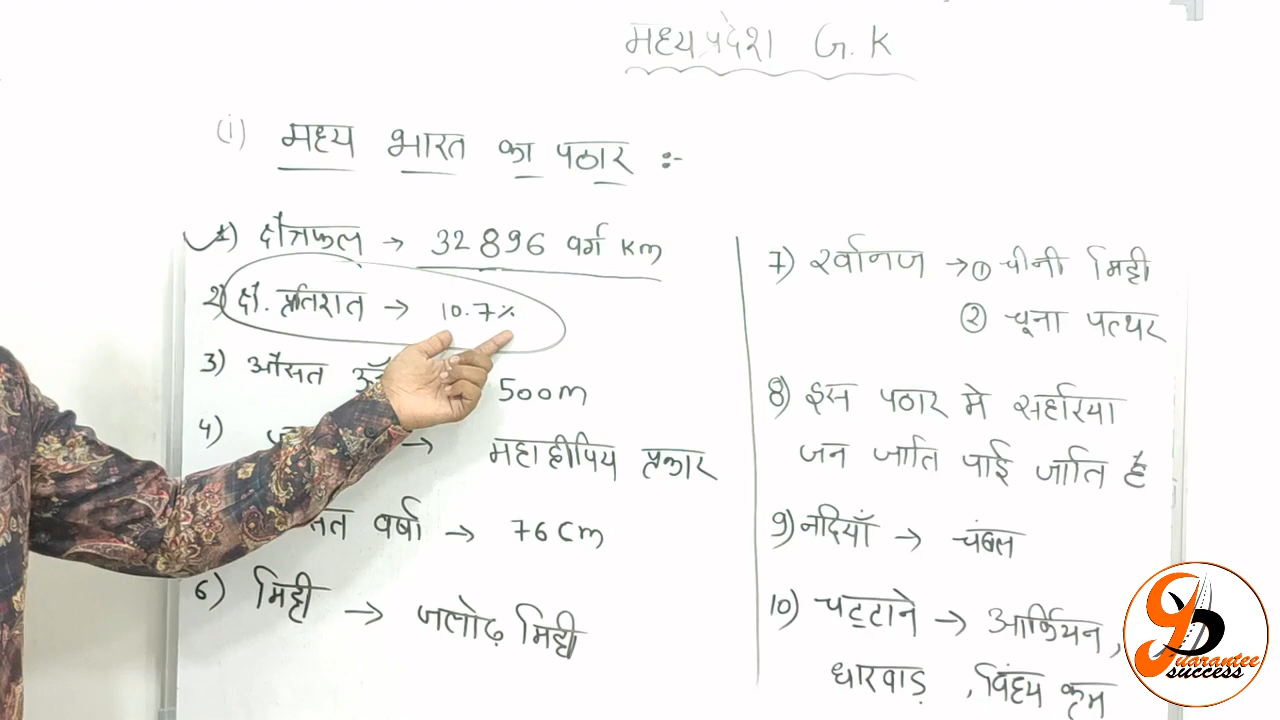 मध्य प्रदेश G.K
(i) मध्य भारत का पठार :-
1) क्षेत्रफल → 32896 वर्ग Km
2) क्षे. प्रतिशत → 10.7%
3) औसत 500m
4) → महाद्वीपिय प्रकार
वर्षा → 76 Cm
6) मिट्टी → जलोढ़ मिट्टी
7) खनिज → ① चीनी मिट्टी
② चूना पत्थर
8) इस पठार मे सहरिया
जन जाति पाई जाति है
9) नदियाँ → चंबल
10) चट्टाने → आर्कियन,
धारवाड़, विंध्य क्रम
Guarantee
success